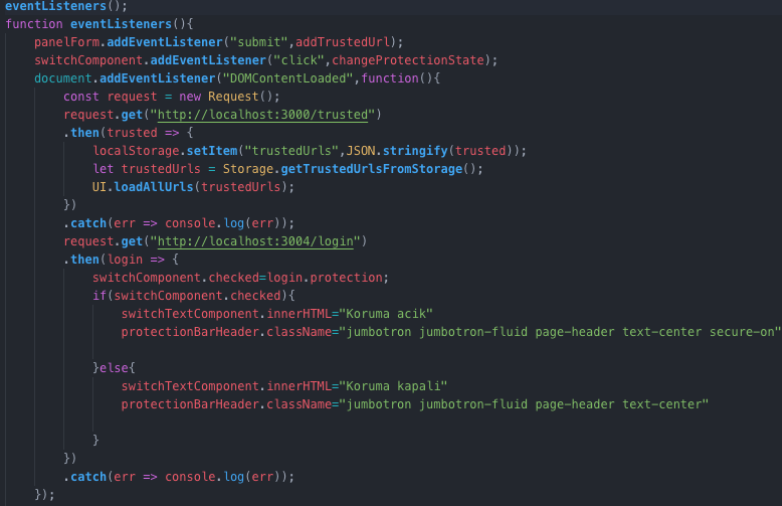 eventListeners();
function eventListeners(){
    panelForm.addEventListener("submit",addTrustedUrl);
    switchComponent.addEventListener("click",changeProtectionState);
    document.addEventListener("DOMContentLoaded",function(){
        const request = new Request();
        request.get("http://localhost:3000/trusted")
        .then(trusted => {
            localStorage.setItem("trustedUrls",JSON.stringify(trusted));
            let trustedUrls = Storage.getTrustedUrlsFromStorage();
            UI.loadAllUrls(trustedUrls);
        })
        .catch(err => console.log(err));
        request.get("http://localhost:3004/login")
        .then(login => {
            switchComponent.checked=login.protection;
            if(switchComponent.checked){
                switchTextComponent.innerHTML="Koruma acik"
                protectionBarHeader.className="jumbotron jumbotron-fluid page-header text-center secure-on"
            }else{
                switchTextComponent.innerHTML="Koruma kapali"
                protectionBarHeader.className="jumbotron jumbotron-fluid page-header text-center"
            }
        })
        .catch(err => console.log(err));
    });